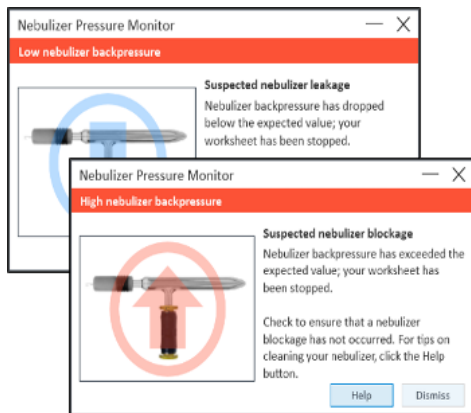 Nebulizer Pressure Monitor
Low nebulizer backpressure
Suspected nebulizer leakage
Nebulizer backpressure has dropped
below the expected value; your
worksheet has been stopped.
Nebulizer Pressure Monitor
High nebulizer backpressure
Suspected nebulizer blockage
Nebulizer backpressure has exceeded the
expected value; your worksheet has
been stopped.
Check to ensure that a nebulizer
blockage has not occurred. For tips on
cleaning your nebulizer, click the Help
button.
Help
Dismiss